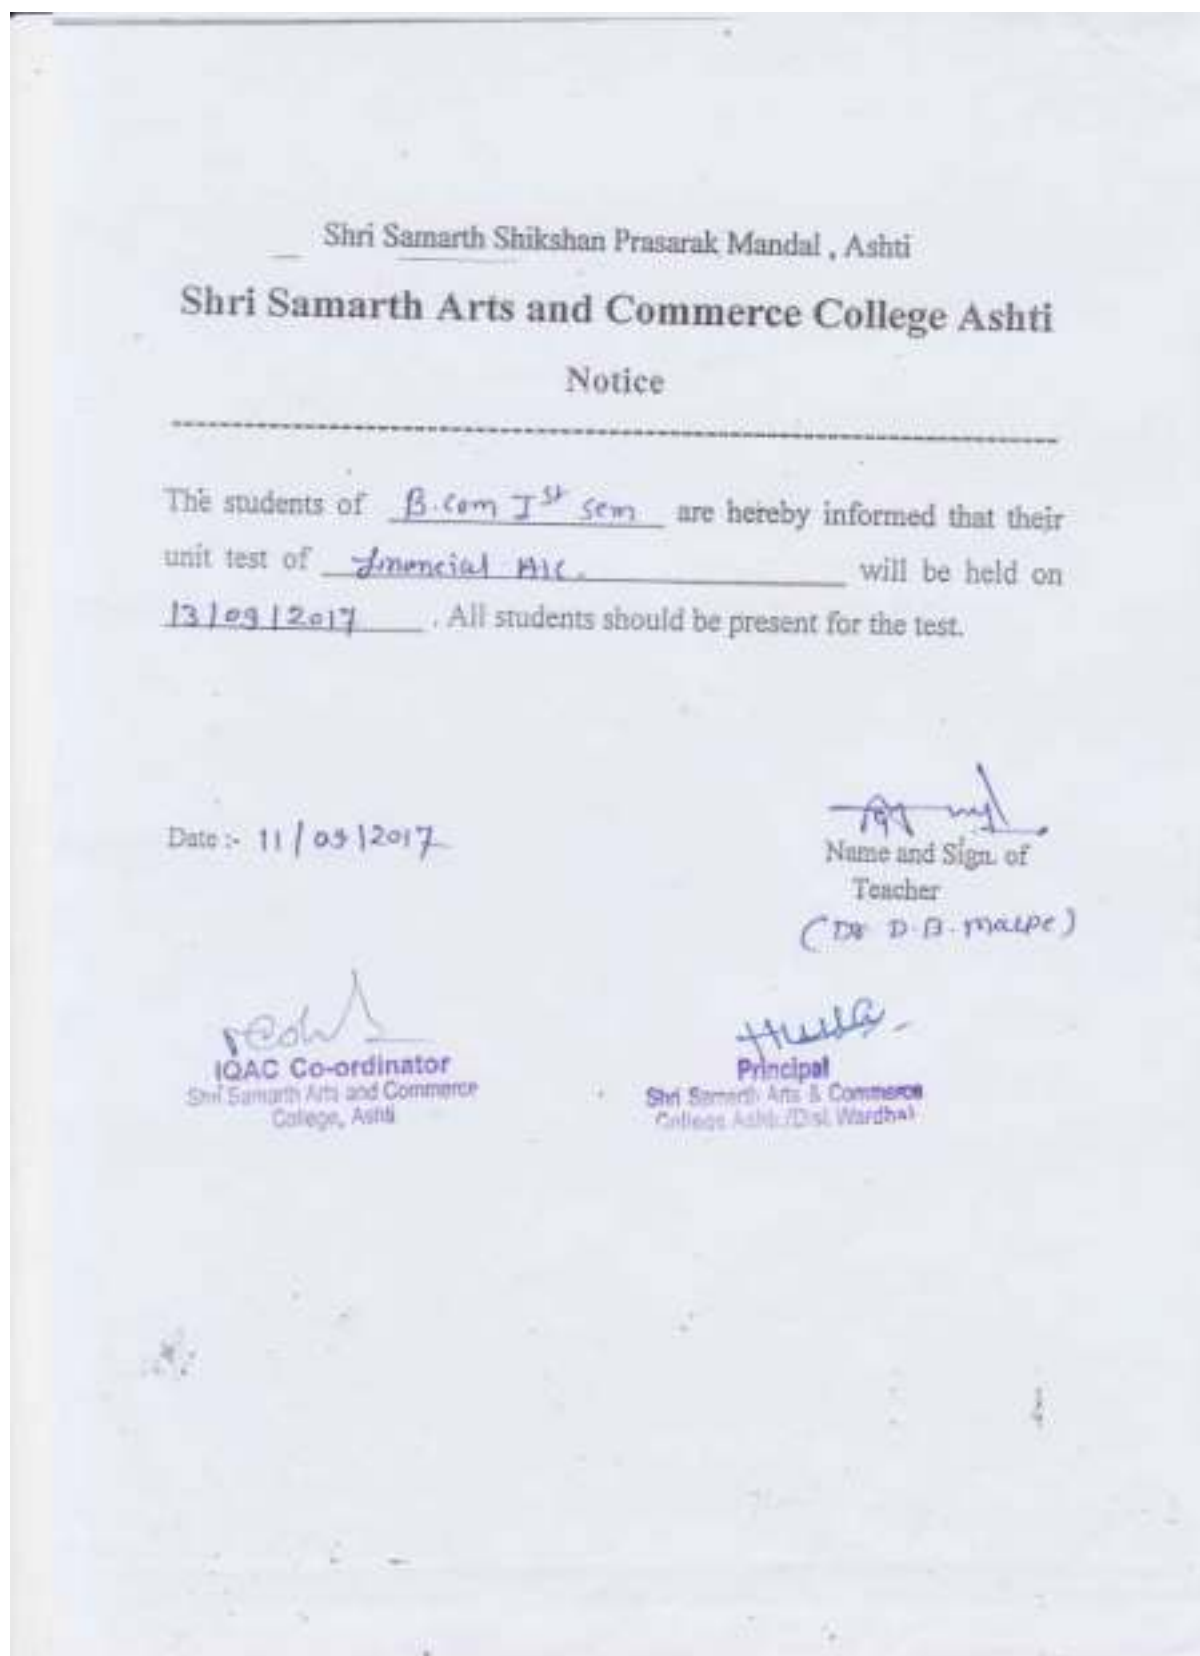 Shri Samarth Shikshan Prasarak Mandal , Ashti
Shri Samarth Arts and Commerce College Ashti
Notice
The students of B.com Ist sem are hereby informed that their
unit test of financial A/c. will be held on
13/09/2017 . All students should be present for the test.
Date :- 11/09/2017
Name and Sign. of
Teacher
(Dr D.B. Malpe)
IQAC Co-ordinator
Shri Samarth Arts and Commerce
College, Ashti
Principal
Shri Samarth Arts & Commerce
College Ashti (Dist Wardha)